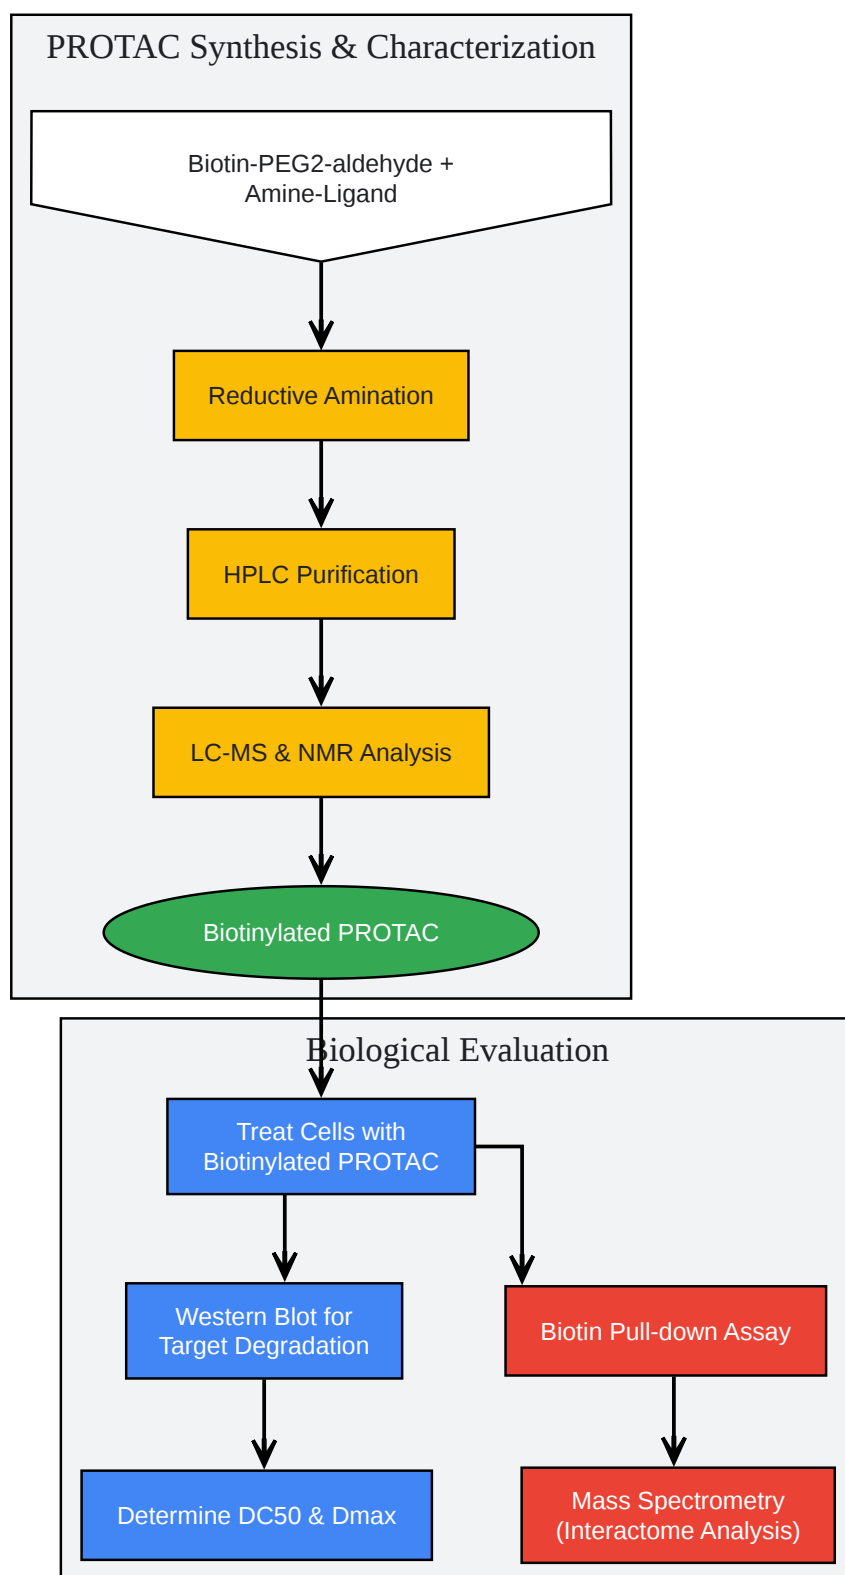 PROTAC Synthesis & Characterization
Biotin-PEG2-aldehyde +
Amine-Ligand
Reductive Amination
HPLC Purification
LC-MS & NMR Analysis
Biotinylated PROTAC
Biological Evaluation
Treat Cells with
Biotinylated PROTAC
Western Blot for
Target Degradation
Biotin Pull-down Assay
Determine DC50 & Dmax
Mass Spectrometry
(Interactome Analysis)